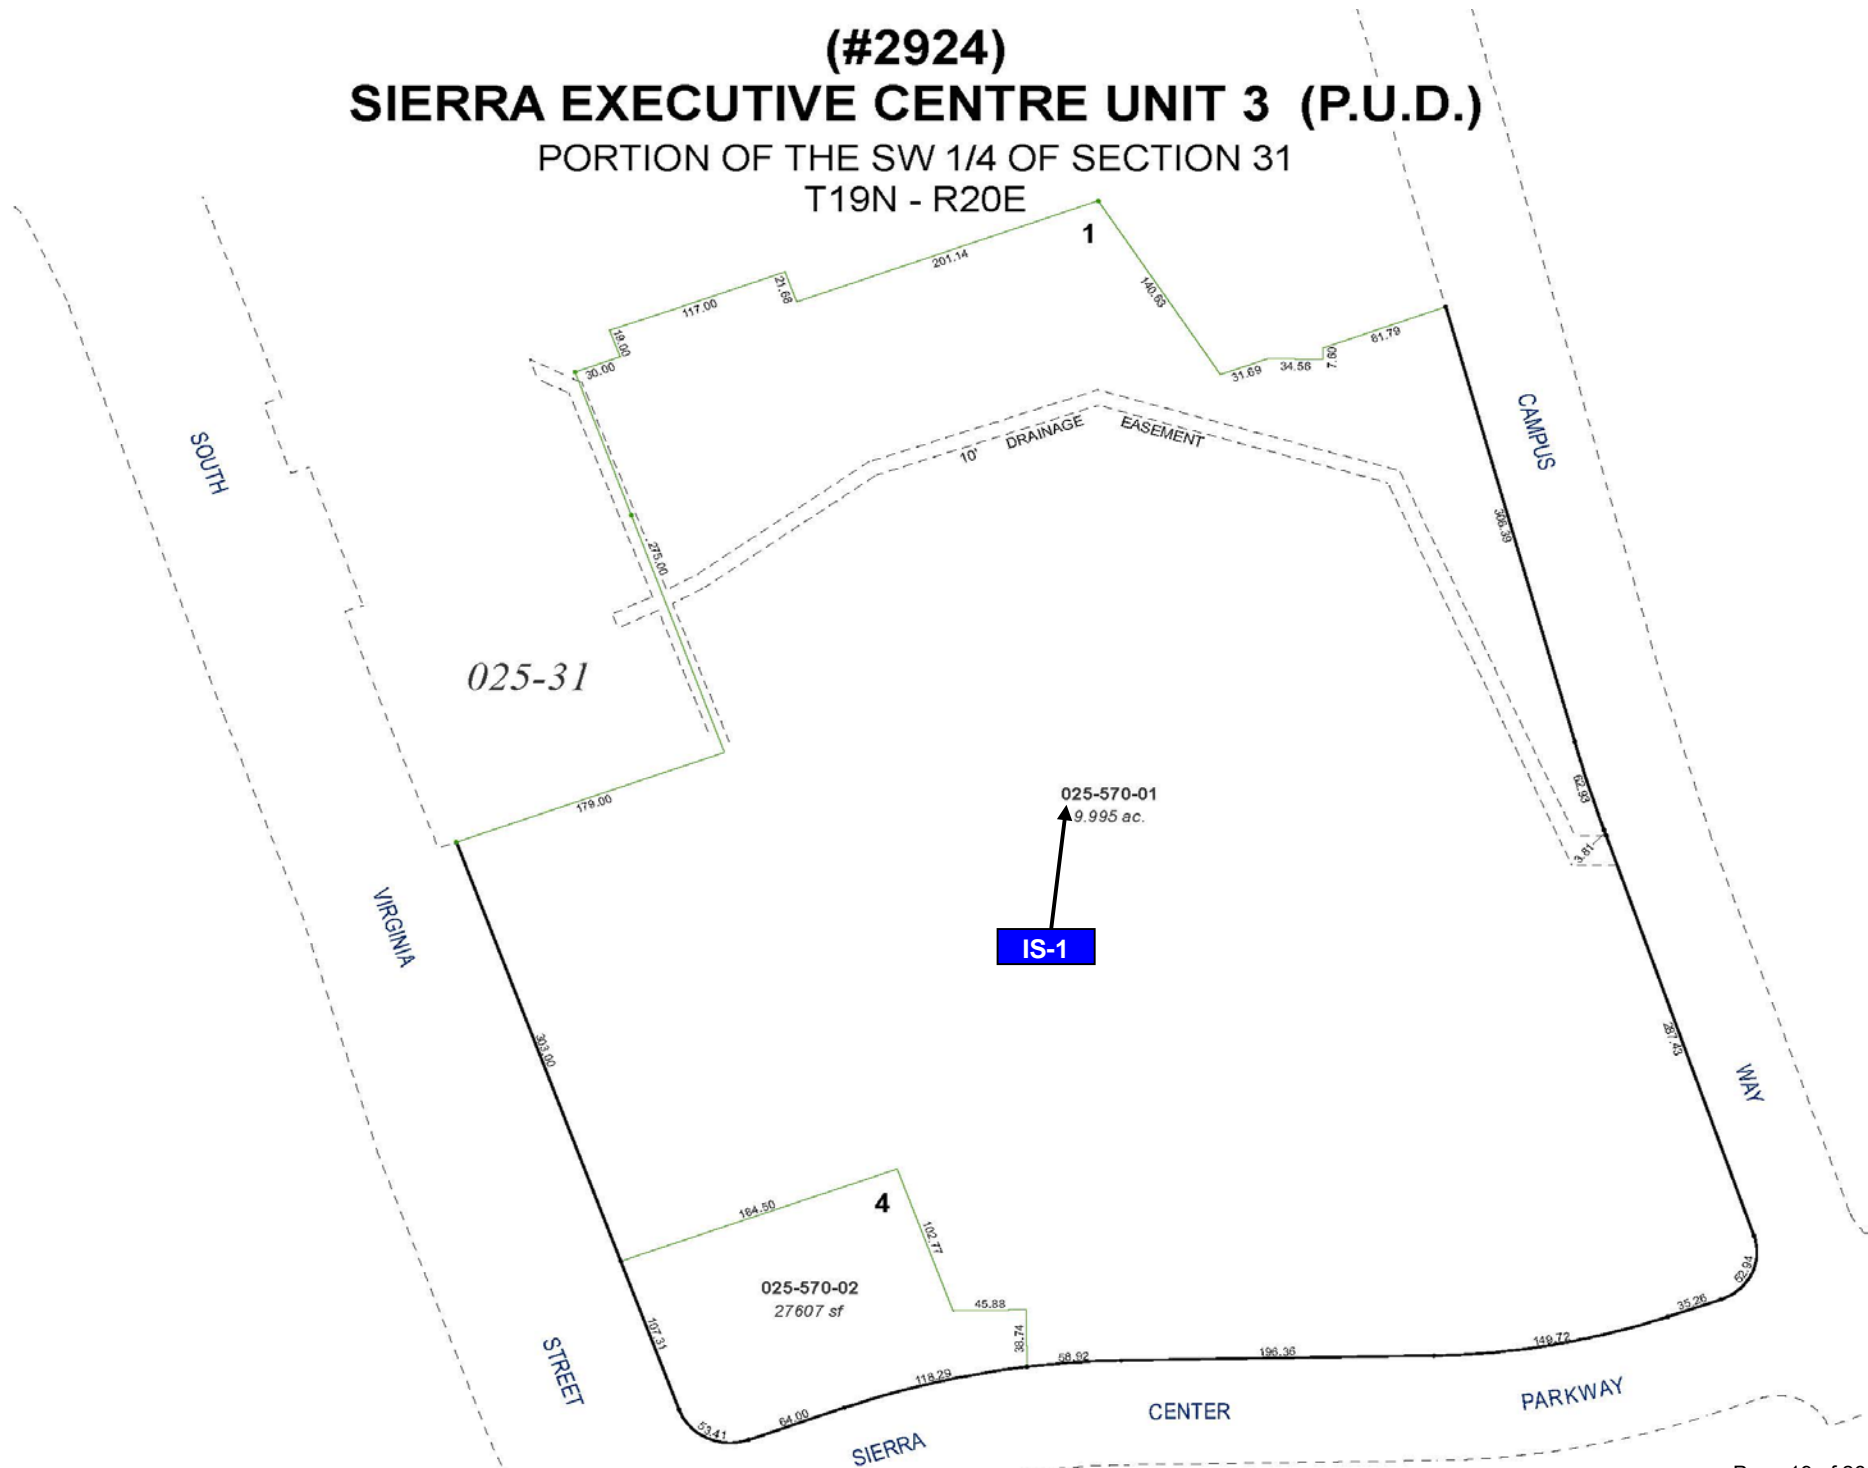 (#2924)
SIERRA EXECUTIVE CENTRE UNIT 3 (P.U.D.)
PORTION OF THE SW 1/4 OF SECTION 31
T19N - R20E
1
201.14
21.68
117.00
19.00
30.00
140.63
31.69
34.58
7.60
81.79
SOUTH
CAMPUS
10' DRAINAGE EASEMENT
306.39
275.00
025-31
179.00
62.93
025-570-01
9.995 ac.
3.81
VIRGINIA
IS-1
303.00
287.43
WAY
184.50
4
102.77
025-570-02
27607 sf
45.88
38.74
107.31
52.94
35.26
149.72
196.36
58.92
118.29
64.00
53.41
STREET
SIERRA
CENTER
PARKWAY